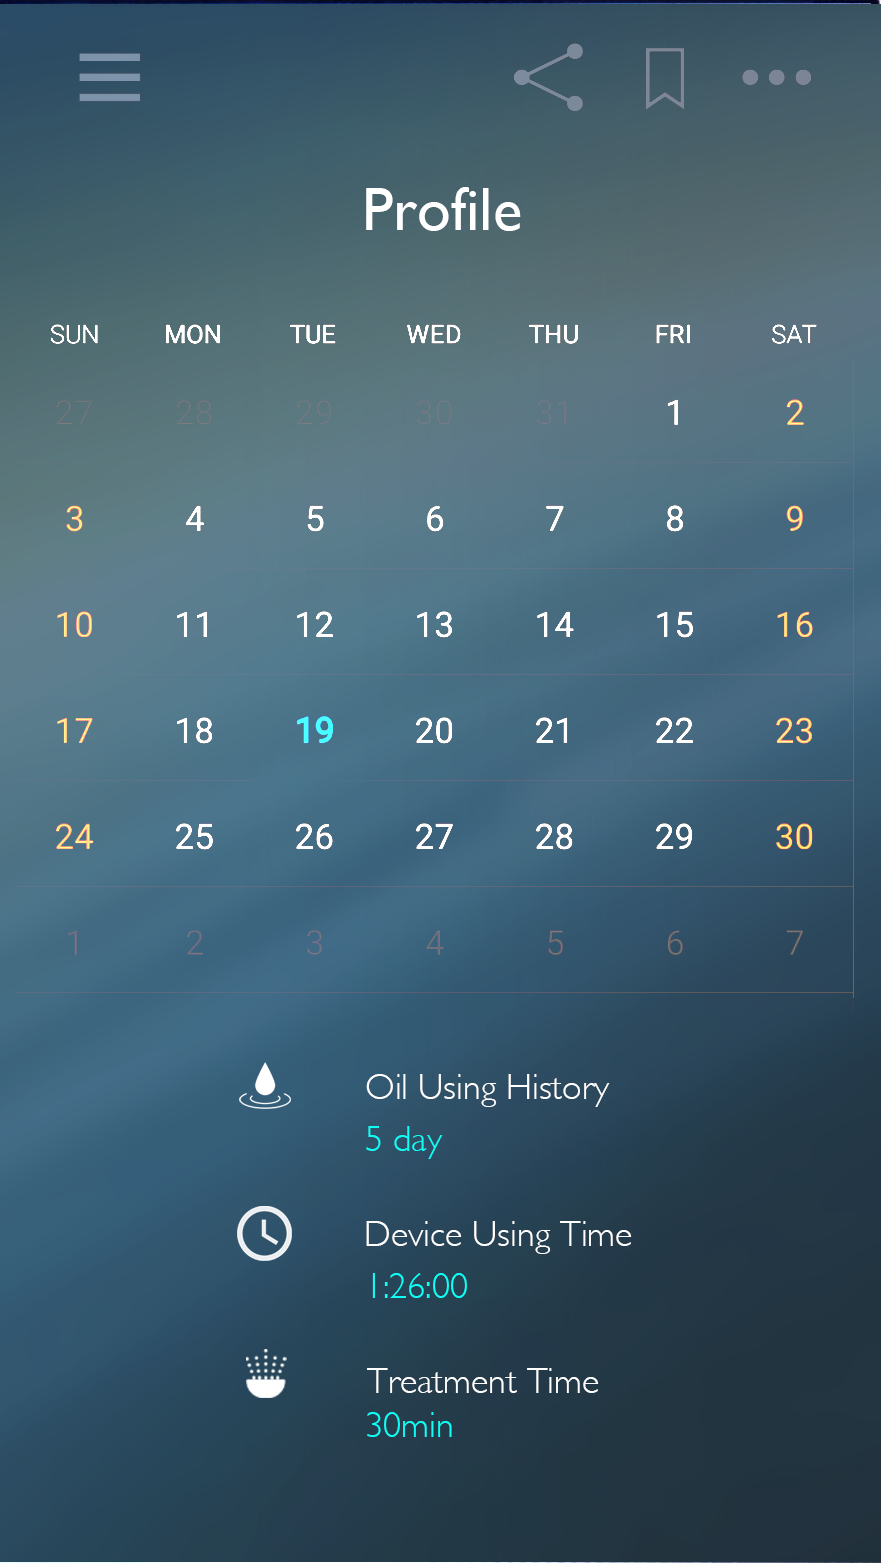 Profile
SUN MON TUE WED THU FRI SAT
27 28 29 30 31 1 2
3 4 5 6 7 8 9
10 11 12 13 14 15 16
17 18 19 20 21 22 23
24 25 26 27 28 29 30
1 2 3 4 5 6 7
Oil Using History
5 day
Device Using Time
1:26:00
Treatment Time
30min